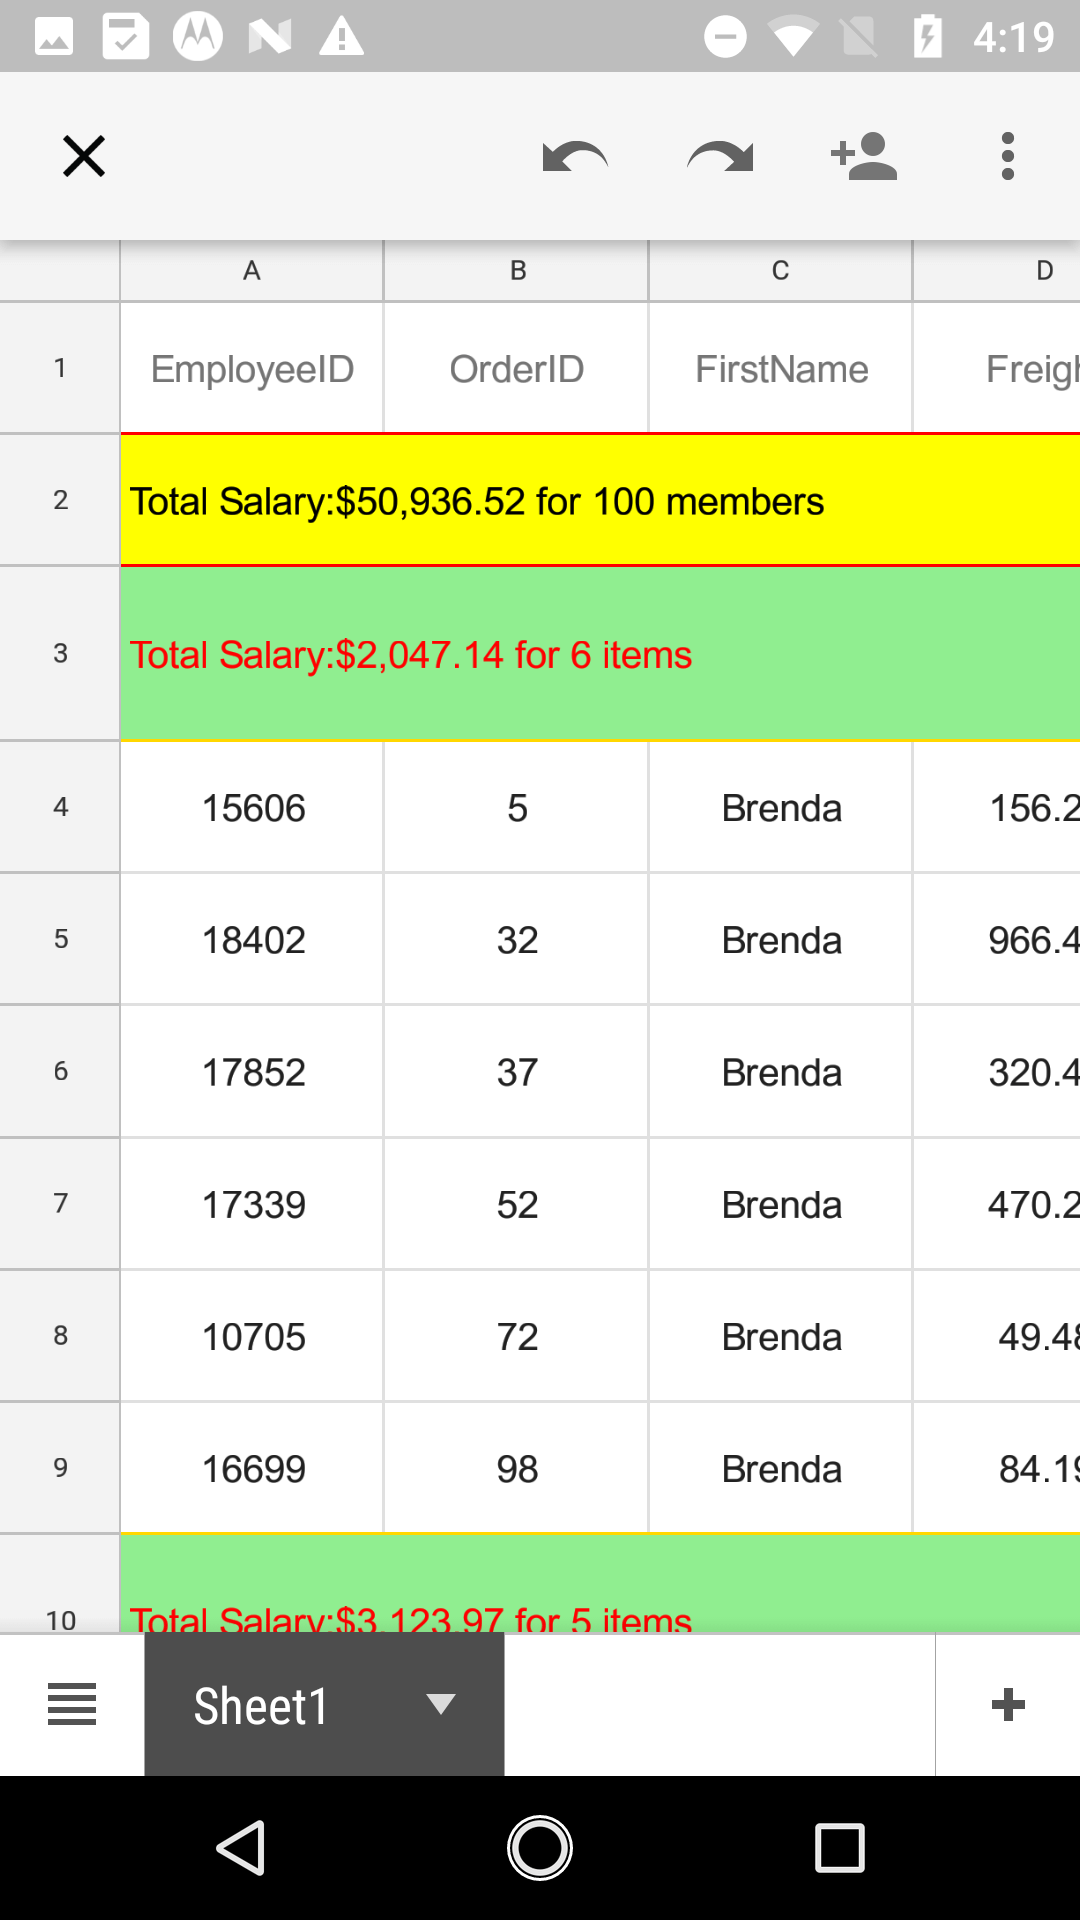 4:19
A B C D
1 EmployeeID OrderID FirstName
2 Total Salary:$50,936.52 for 100 members
3 Total Salary:$2,047.14 for 6 items
4 15606 5 Brenda 156.2
5 18402 32 Brenda 966.4
6 17852 37 Brenda 320.4
7 17339 52 Brenda 470.2
8 10705 72 Brenda 49.48
9 16699 98 Brenda 84.19
10 Total Salary:$3,123.97 for 5 items
Sheet1